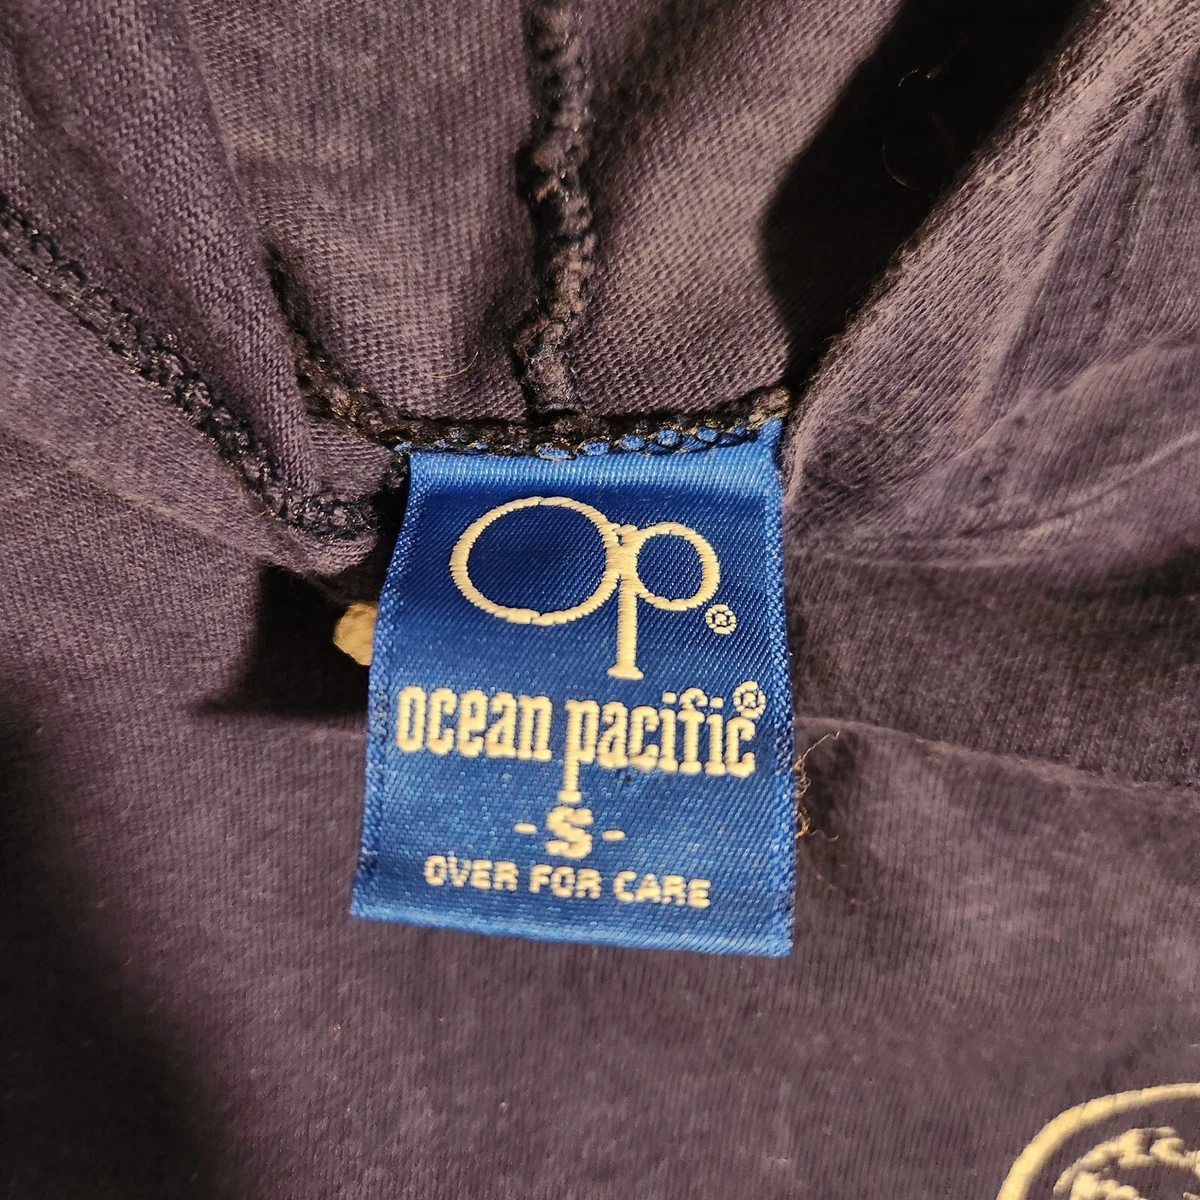 op®
ocean pacific®
-S-
OVER FOR CARE